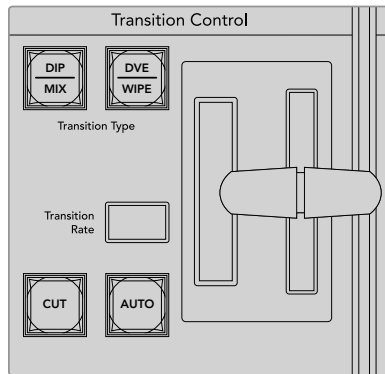 Transition Control
DIP
MIX
DVE
WIPE
Transition Type
Transition
Rate
CUT
AUTO